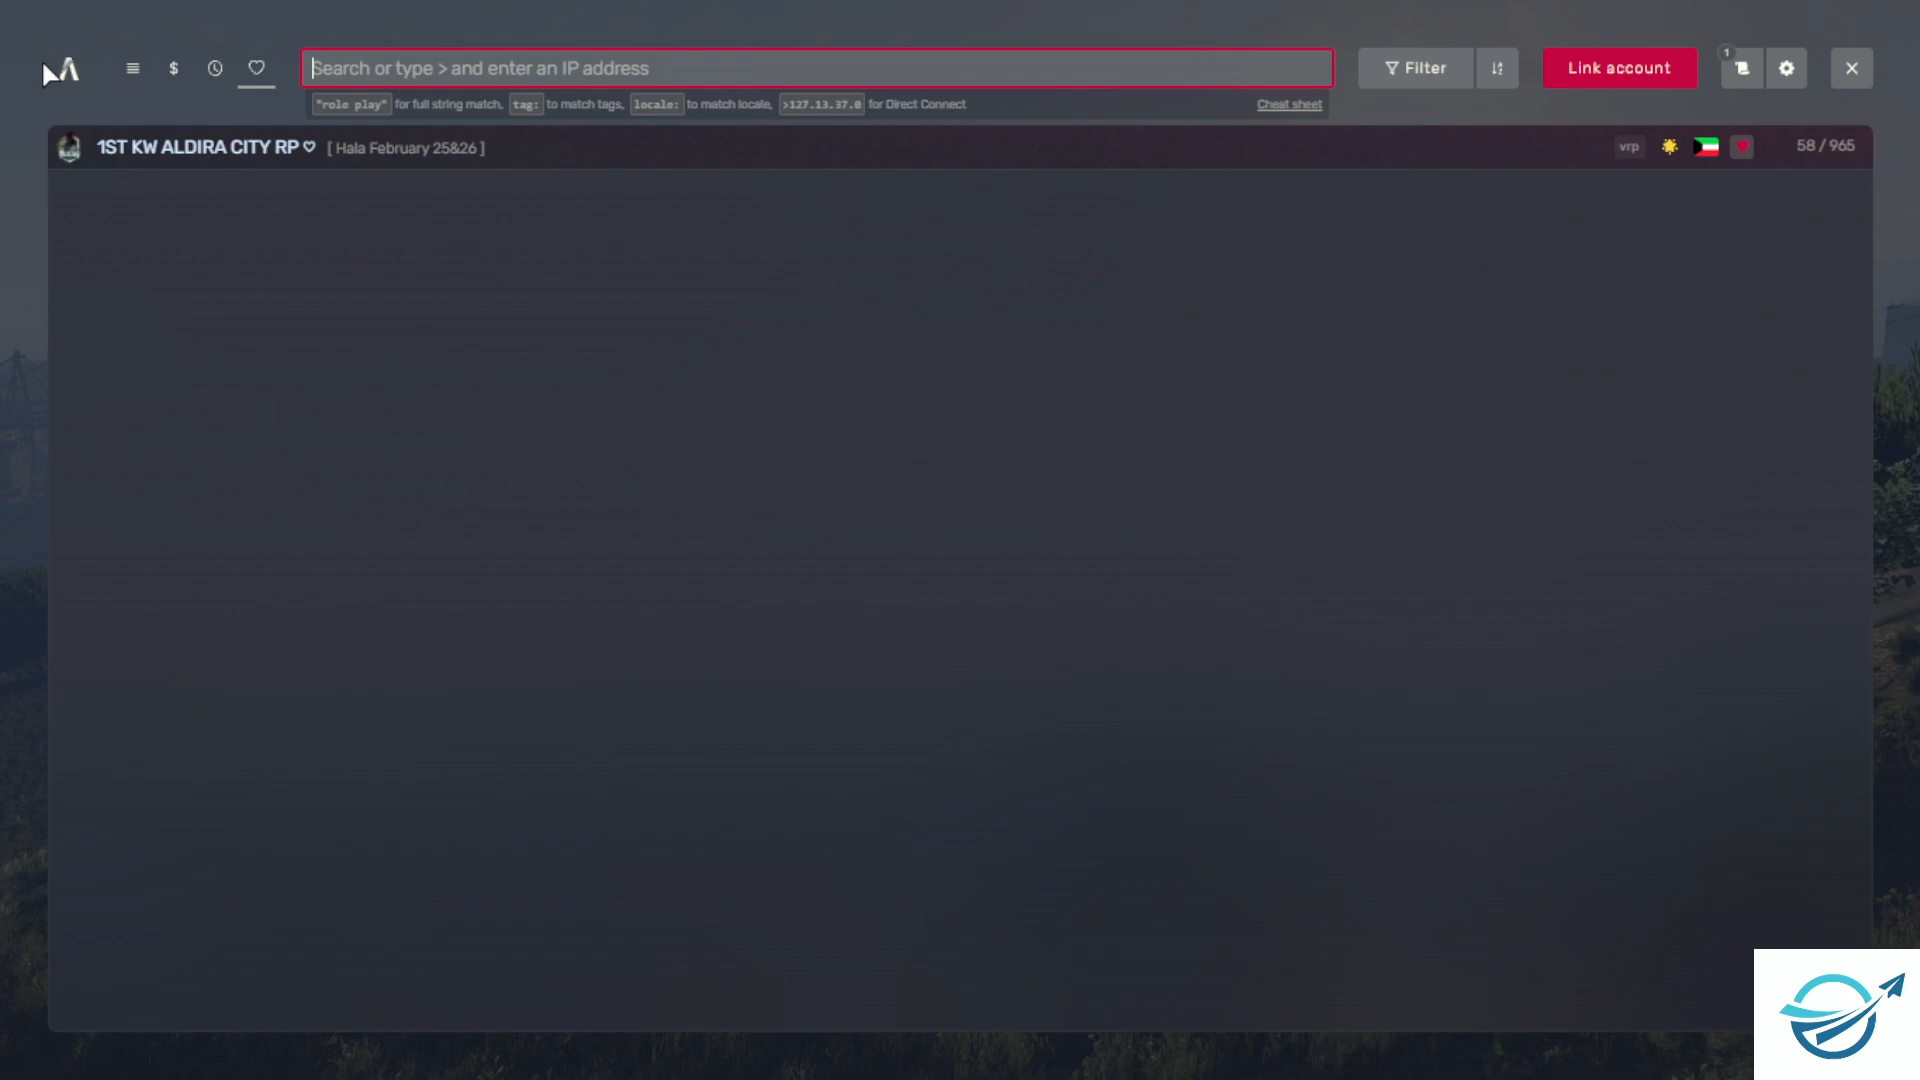 $
Search or type > and enter an IP address
Filter
Link account
1
"role play" for full string match, tag: to match tags, locale: to match locale, >127.13.37.0 for Direct Connect
Cheat sheet
1ST KW ALDIRA CITY RP♡ [ Hala February 25&26 ]
vrp
58 / 965